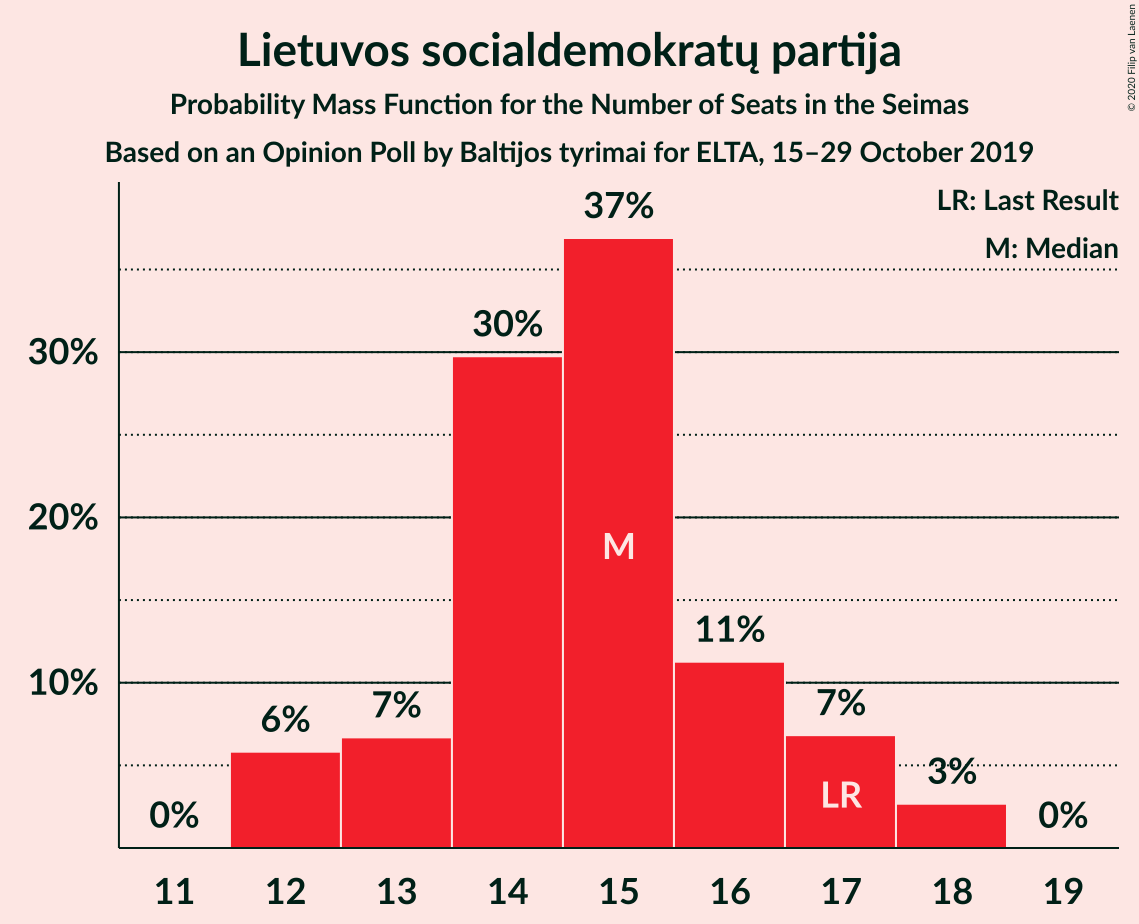 Lietuvos socialdemokratų partija
Probability Mass Function for the Number of Seats in the Seimas
Based on an Opinion Poll by Baltijos tyrimai for ELTA, 15–29 October 2019
© 2020 Filip van Laenen
LR: Last Result
M: Median
30%
20%
10%
0%
6%
7%
30%
37%
11%
7%
3%
0%
M
LR
11 12 13 14 15 16 17 18 19